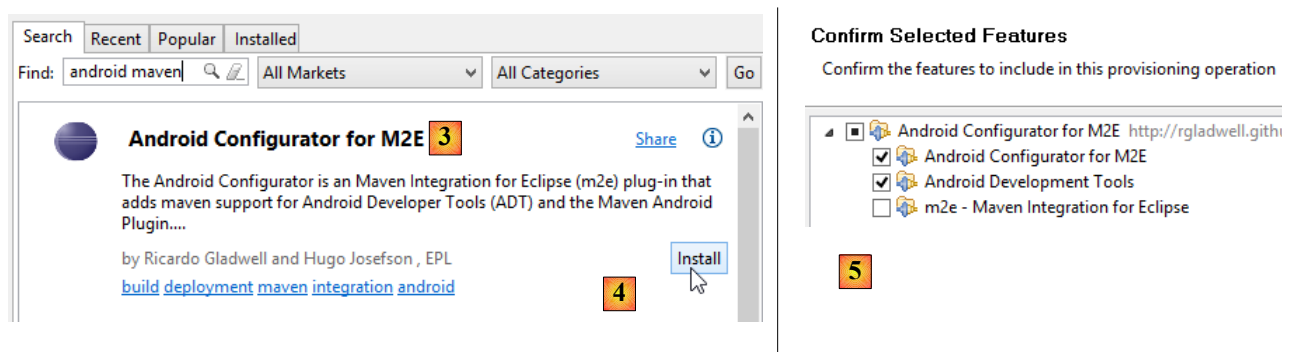 Search Recent Popular Installed
Find: android maven All Markets All Categories Go
Android Configurator for M2E 3 Share
The Android Configurator is an Maven Integration for Eclipse (m2e) plug-in that
adds maven support for Android Developer Tools (ADT) and the Maven Android
Plugin....
by Ricardo Gladwell and Hugo Josefson , EPL
Install
build deployment maven integration android
4
Confirm Selected Features
Confirm the features to include in this provisioning operation
Android Configurator for M2E http://rgladwell.githu
Android Configurator for M2E
Android Development Tools
m2e - Maven Integration for Eclipse
5